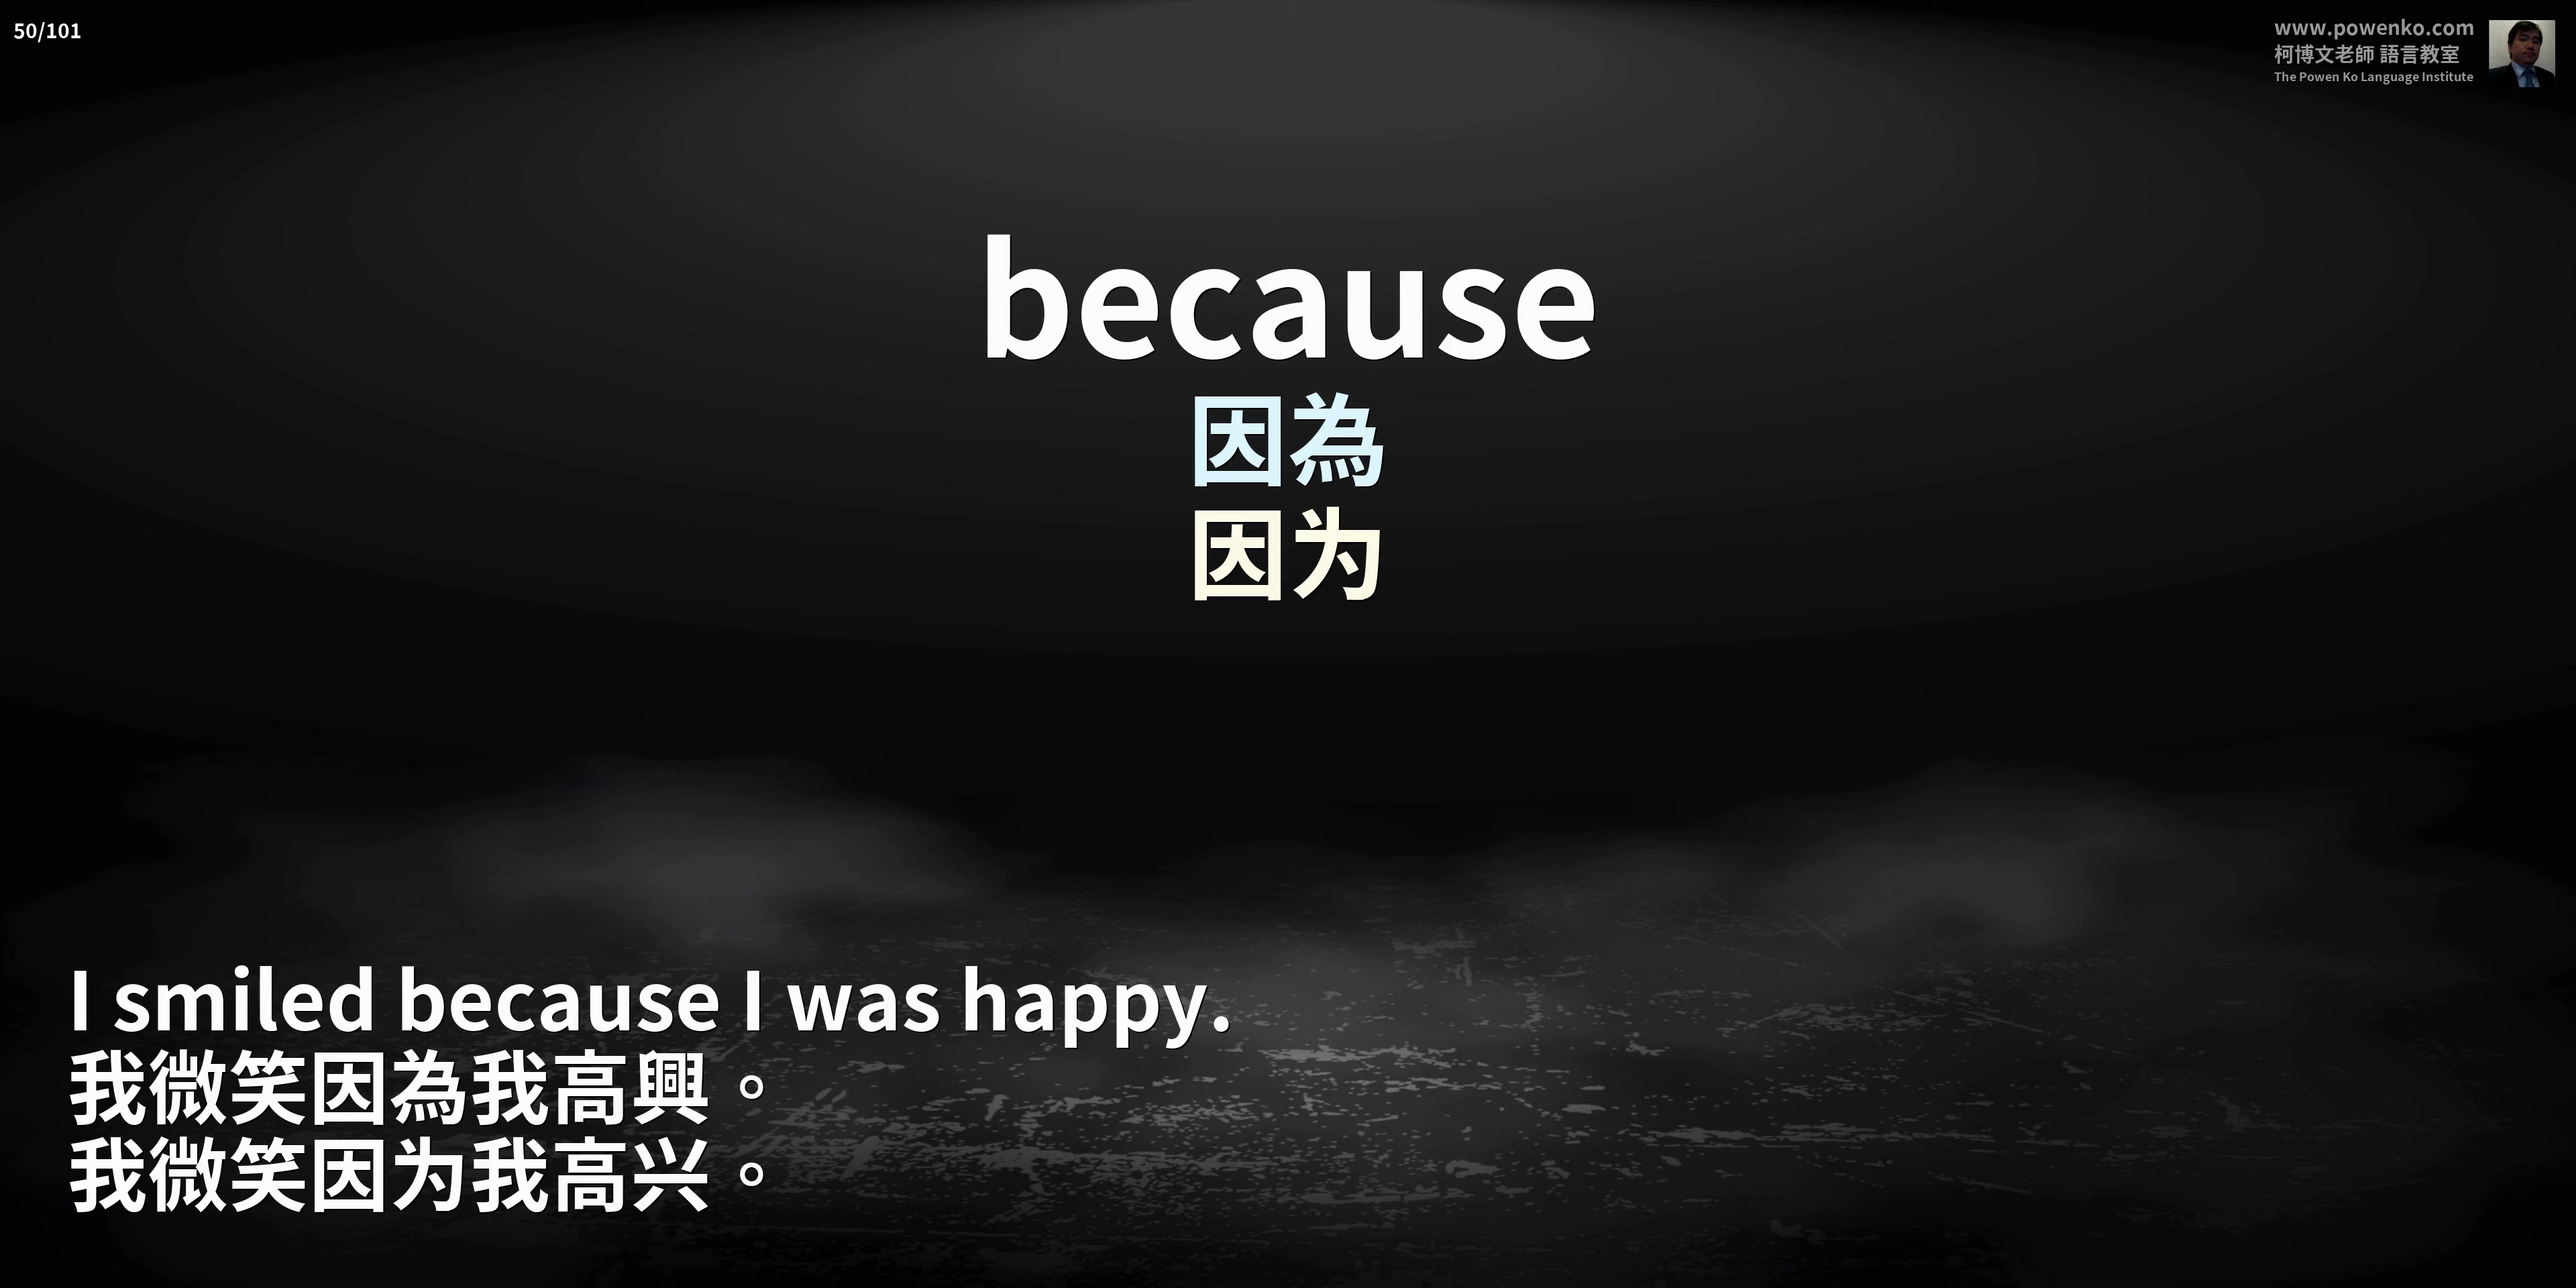 50/101
www.powenko.com
柯博文老師 語言教室
The Powen Ko Language Institute
because
因為
因为
I smiled because I was happy.
我微笑因為我高興。
我微笑因为我高兴。